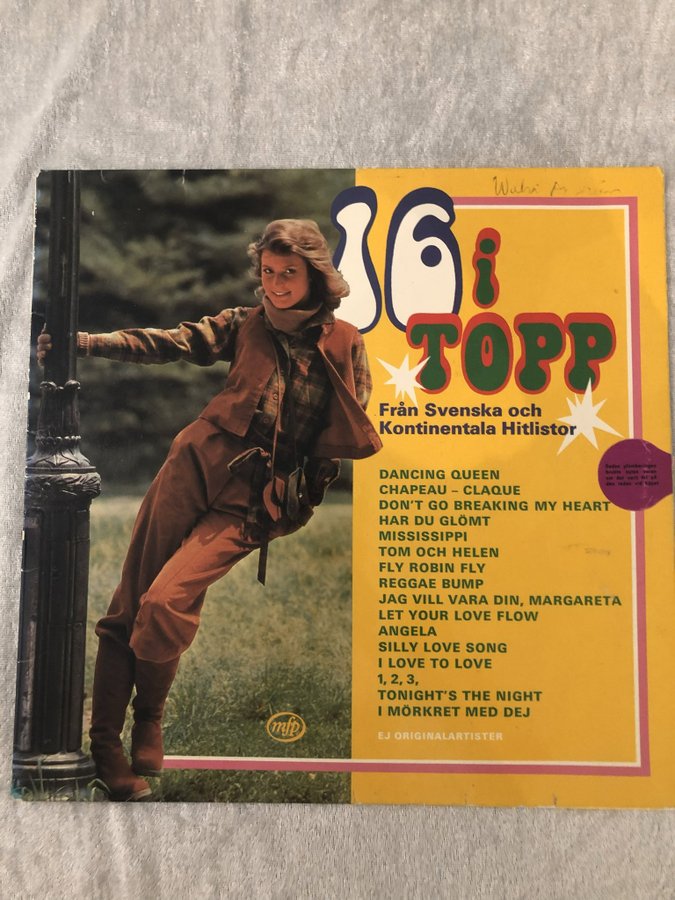 16 i
TOPP
Från Svenska och
Kontinentala Hitlistor
DANCING QUEEN
CHAPEAU – CLAQUE
DON'T GO BREAKING MY HEART
HAR DU GLÖMT
MISSISSIPPI
TOM OCH HELEN
FLY ROBIN FLY
REGGAE BUMP
JAG VILL VARA DIN, MARGARETA
LET YOUR LOVE FLOW
ANGELA
SILLY LOVE SONG
I LOVE TO LOVE
1, 2, 3,
TONIGHT'S THE NIGHT
I MÖRKRET MED DEJ
EJ ORIGINALARTISTER
mfp